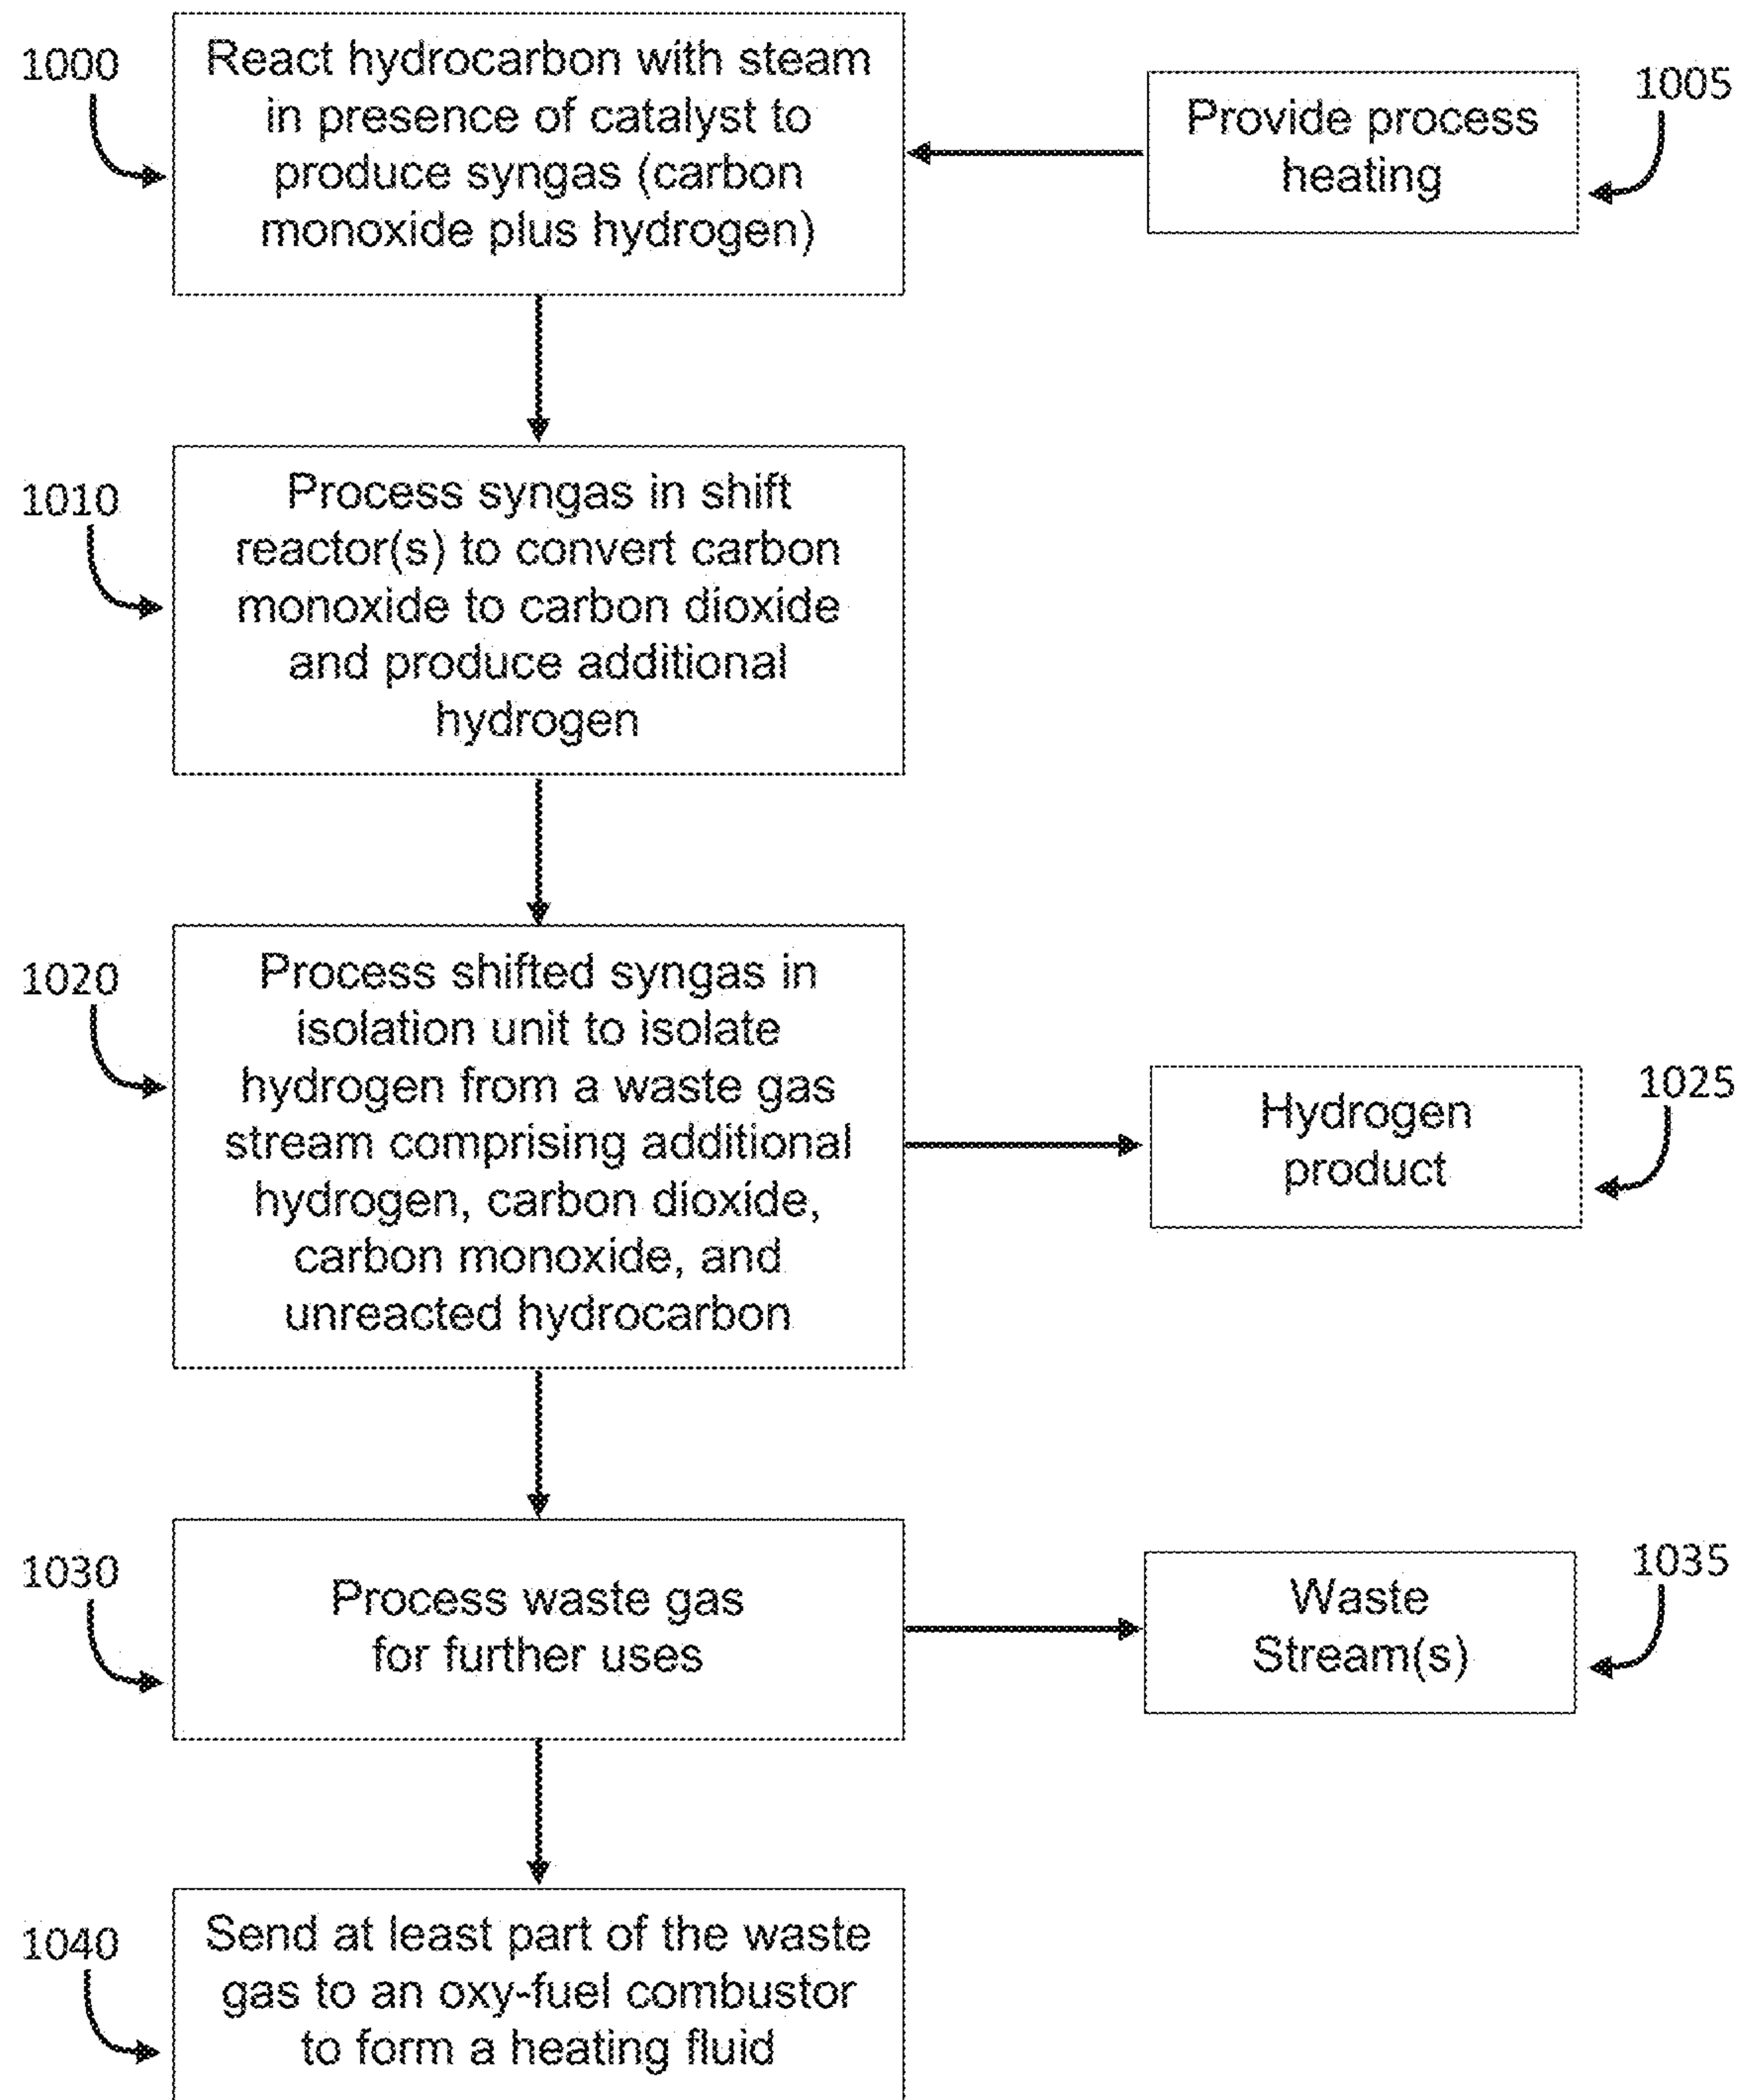 1000
React hydrocarbon with steam
in presence of catalyst to
produce syngas (carbon
monoxide plus hydrogen)
Provide process
heating
1005
1010
Process syngas in shift
reactor(s) to convert carbon
monoxide to carbon dioxide
and produce additional
hydrogen
1020
Process shifted syngas in
isolation unit to isolate
hydrogen from a waste gas
stream comprising additional
hydrogen, carbon dioxide,
carbon monoxide, and
unreacted hydrocarbon
Hydrogen
product
1025
1030
Process waste gas
for further uses
Waste
Stream(s)
1035
1040
Send at least part of the waste
gas to an oxy-fuel combustor
to form a heating fluid